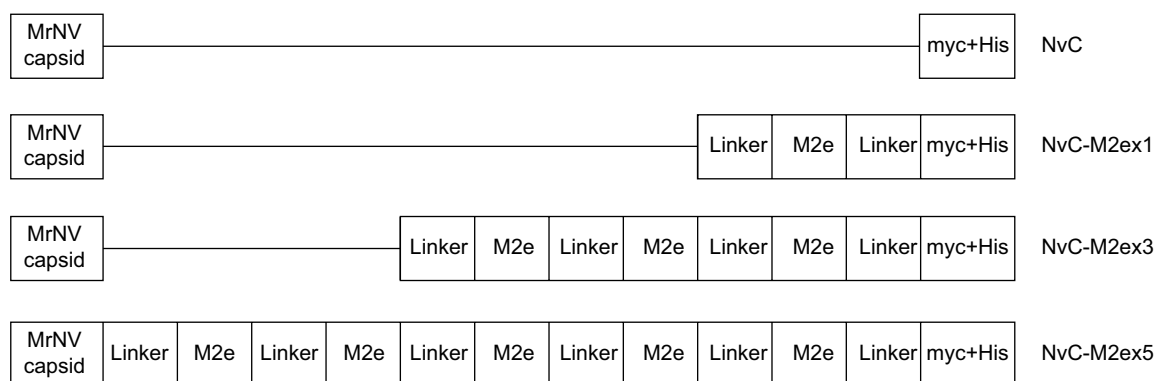 MrNV
capsid
myc+His
NvC
MrNV
capsid
Linker M2e Linker myc+His
NvC-M2ex1
MrNV
capsid
Linker M2e Linker M2e Linker M2e Linker myc+His
NvC-M2ex3
MrNV
capsid
Linker M2e Linker M2e Linker M2e Linker M2e Linker M2e Linker myc+His
NvC-M2ex5